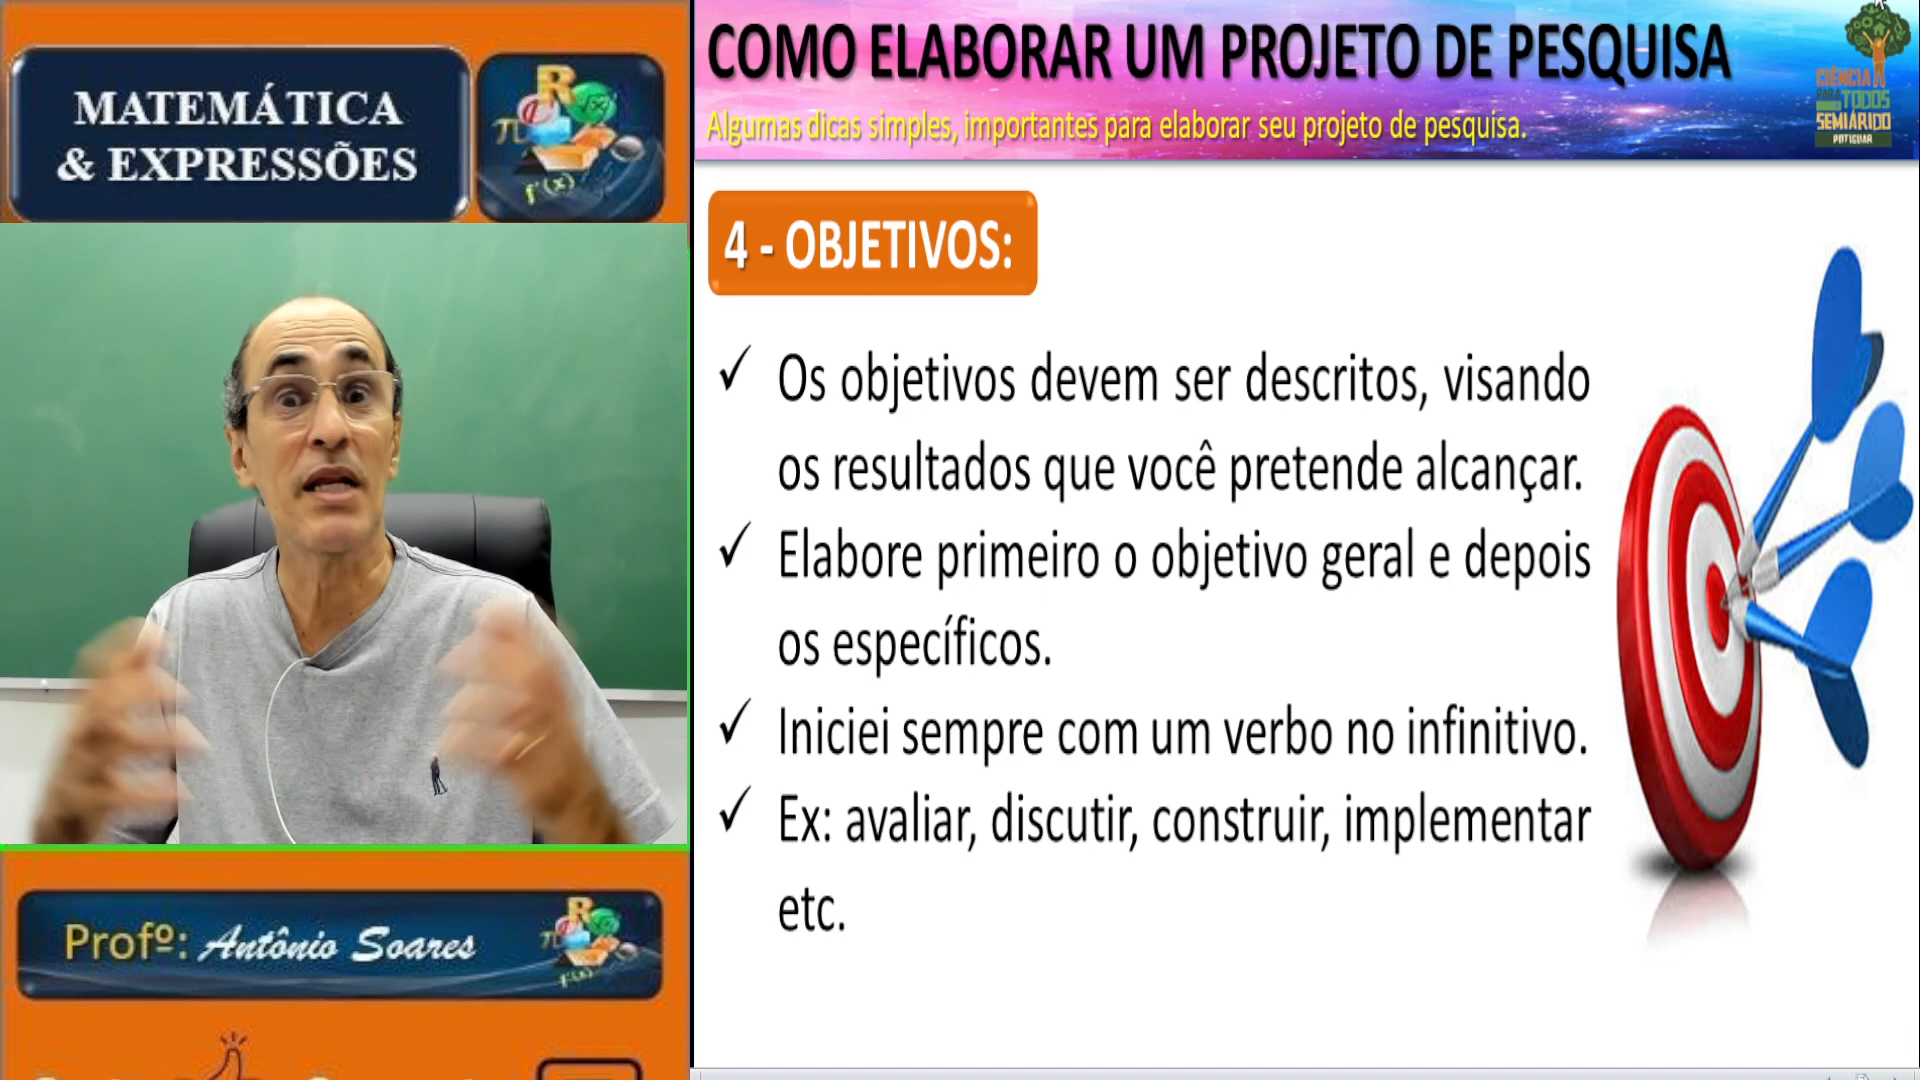 MATEMÁTICA
& EXPRESSÕES
COMO ELABORAR UM PROJETO DE PESQUISA
Algumas dicas simples, importantes para elaborar seu projeto de pesquisa.
CIÊNCIA
PARA TODOS
SEMIÁRIDO
POTIGUAR
4 - OBJETIVOS:
✓ Os objetivos devem ser descritos, visando
os resultados que você pretende alcançar.
✓ Elabore primeiro o objetivo geral e depois
os específicos.
✓ Iniciei sempre com um verbo no infinitivo.
✓ Ex: avaliar, discutir, construir, implementar
etc.
Profº: Antônio Soares